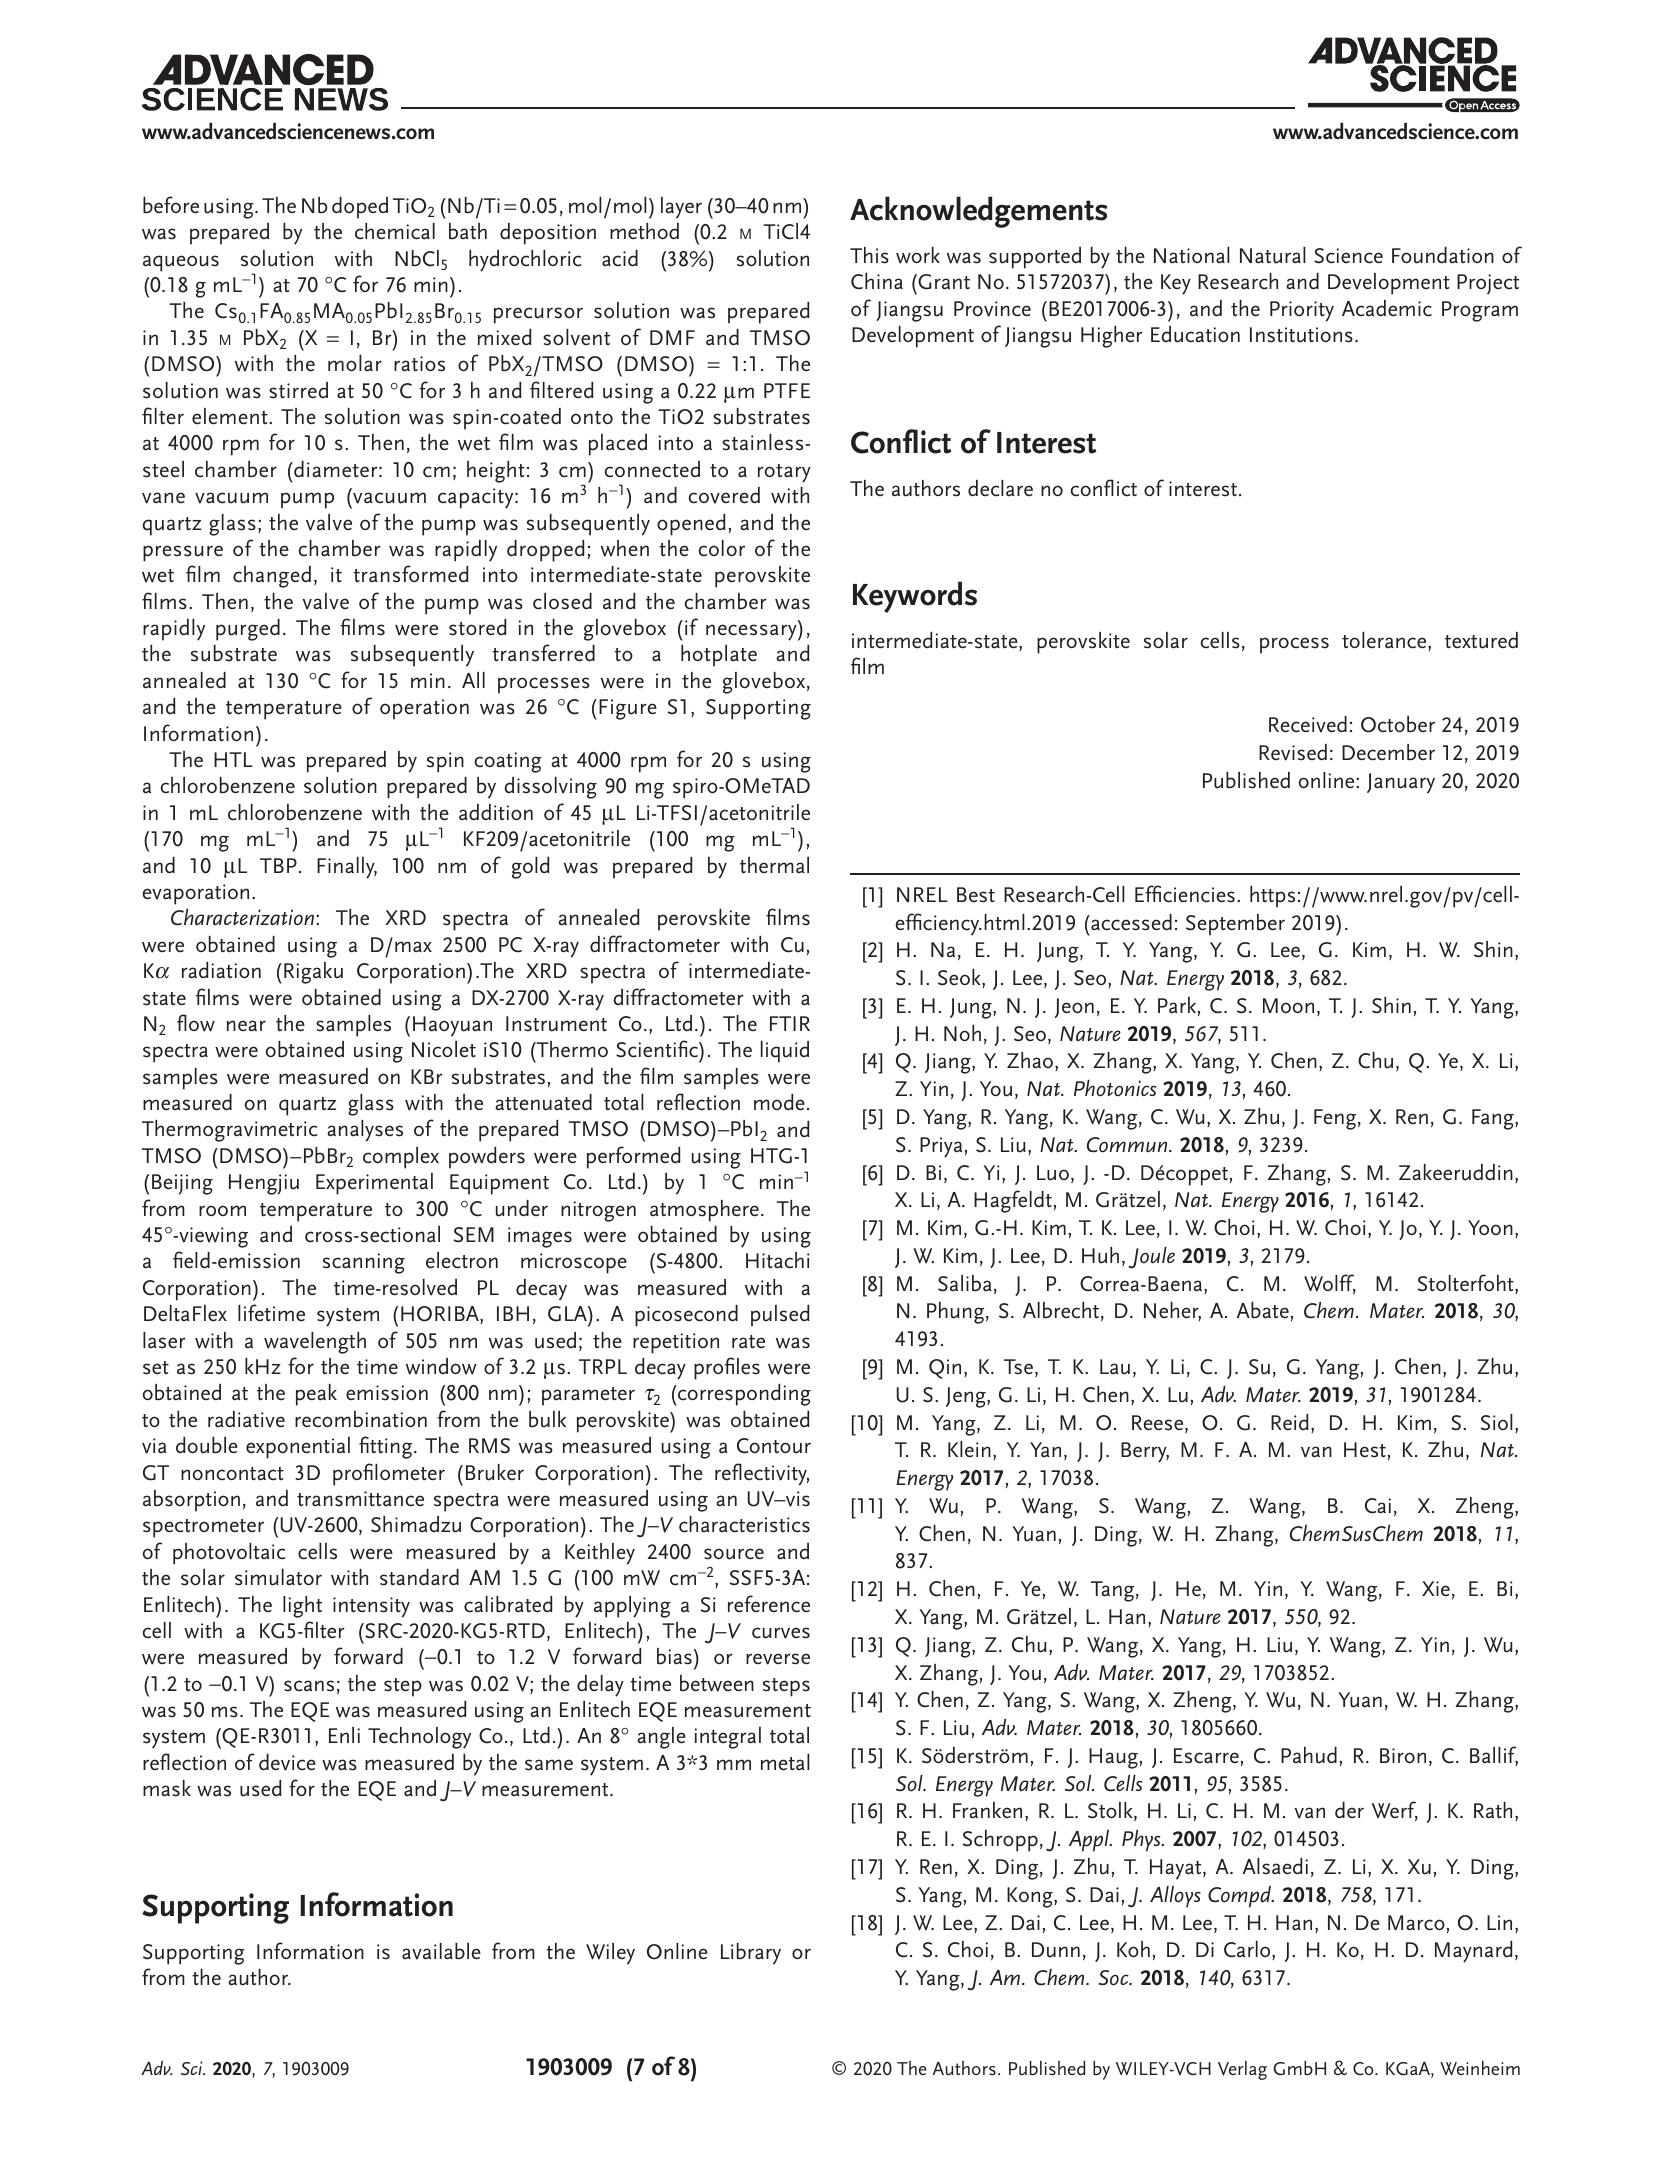 ADVANCED
SCIENCE NEWS
www.advancedsciencenews.com
ADVANCED
SCIENCE
Open Access
www.advancedscience.com
before using. The Nb doped TiO₂ (Nb/Ti = 0.05, mol/mol) layer (30–40 nm)
was prepared by the chemical bath deposition method (0.2 M TiCl4
aqueous solution with NbCl₅ hydrochloric acid (38%) solution
(0.18 g mL⁻¹) at 70 °C for 76 min).
The Cs₀.₁FA₀.₈₅MA₀.₀₅PbI₂.₈₅Br₀.₁₅ precursor solution was prepared
in 1.35 M PbX₂ (X = I, Br) in the mixed solvent of DMF and TMSO
(DMSO) with the molar ratios of PbX₂/TMSO (DMSO) = 1:1. The
solution was stirred at 50 °C for 3 h and filtered using a 0.22 µm PTFE
filter element. The solution was spin-coated onto the TiO2 substrates
at 4000 rpm for 10 s. Then, the wet film was placed into a stainless-
steel chamber (diameter: 10 cm; height: 3 cm) connected to a rotary
vane vacuum pump (vacuum capacity: 16 m³ h⁻¹) and covered with
quartz glass; the valve of the pump was subsequently opened, and the
pressure of the chamber was rapidly dropped; when the color of the
wet film changed, it transformed into intermediate-state perovskite
films. Then, the valve of the pump was closed and the chamber was
rapidly purged. The films were stored in the glovebox (if necessary),
the substrate was subsequently transferred to a hotplate and
annealed at 130 °C for 15 min. All processes were in the glovebox,
and the temperature of operation was 26 °C (Figure S1, Supporting
Information).
The HTL was prepared by spin coating at 4000 rpm for 20 s using
a chlorobenzene solution prepared by dissolving 90 mg spiro-OMeTAD
in 1 mL chlorobenzene with the addition of 45 µL Li-TFSI/acetonitrile
(170 mg mL⁻¹) and 75 µL⁻¹ KF209/acetonitrile (100 mg mL⁻¹),
and 10 µL TBP. Finally, 100 nm of gold was prepared by thermal
evaporation.
Characterization: The XRD spectra of annealed perovskite films
were obtained using a D/max 2500 PC X-ray diffractometer with Cu,
Kα radiation (Rigaku Corporation).The XRD spectra of intermediate-
state films were obtained using a DX-2700 X-ray diffractometer with a
N₂ flow near the samples (Haoyuan Instrument Co., Ltd.). The FTIR
spectra were obtained using Nicolet iS10 (Thermo Scientific). The liquid
samples were measured on KBr substrates, and the film samples were
measured on quartz glass with the attenuated total reflection mode.
Thermogravimetric analyses of the prepared TMSO (DMSO)–PbI₂ and
TMSO (DMSO)–PbBr₂ complex powders were performed using HTG-1
(Beijing Hengjiu Experimental Equipment Co. Ltd.) by 1 °C min⁻¹
from room temperature to 300 °C under nitrogen atmosphere. The
45°-viewing and cross-sectional SEM images were obtained by using
a field-emission scanning electron microscope (S-4800. Hitachi
Corporation). The time-resolved PL decay was measured with a
DeltaFlex lifetime system (HORIBA, IBH, GLA). A picosecond pulsed
laser with a wavelength of 505 nm was used; the repetition rate was
set as 250 kHz for the time window of 3.2 µs. TRPL decay profiles were
obtained at the peak emission (800 nm); parameter τ₂ (corresponding
to the radiative recombination from the bulk perovskite) was obtained
via double exponential fitting. The RMS was measured using a Contour
GT noncontact 3D profilometer (Bruker Corporation). The reflectivity,
absorption, and transmittance spectra were measured using an UV–vis
spectrometer (UV-2600, Shimadzu Corporation). The J–V characteristics
of photovoltaic cells were measured by a Keithley 2400 source and
the solar simulator with standard AM 1.5 G (100 mW cm⁻², SSF5-3A:
Enlitech). The light intensity was calibrated by applying a Si reference
cell with a KG5-filter (SRC-2020-KG5-RTD, Enlitech), The J–V curves
were measured by forward (–0.1 to 1.2 V forward bias) or reverse
(1.2 to –0.1 V) scans; the step was 0.02 V; the delay time between steps
was 50 ms. The EQE was measured using an Enlitech EQE measurement
system (QE-R3011, Enli Technology Co., Ltd.). An 8° angle integral total
reflection of device was measured by the same system. A 3*3 mm metal
mask was used for the EQE and J–V measurement.
Supporting Information
Supporting Information is available from the Wiley Online Library or
from the author.
Acknowledgements
This work was supported by the National Natural Science Foundation of
China (Grant No. 51572037), the Key Research and Development Project
of Jiangsu Province (BE2017006-3), and the Priority Academic Program
Development of Jiangsu Higher Education Institutions.
Conflict of Interest
The authors declare no conflict of interest.
Keywords
intermediate-state, perovskite solar cells, process tolerance, textured
film
Received: October 24, 2019
Revised: December 12, 2019
Published online: January 20, 2020
[1] NREL Best Research-Cell Efficiencies. https://www.nrel.gov/pv/cell-
efficiency.html.2019 (accessed: September 2019).
[2] H. Na, E. H. Jung, T. Y. Yang, Y. G. Lee, G. Kim, H. W. Shin,
S. I. Seok, J. Lee, J. Seo, Nat. Energy 2018, 3, 682.
[3] E. H. Jung, N. J. Jeon, E. Y. Park, C. S. Moon, T. J. Shin, T. Y. Yang,
J. H. Noh, J. Seo, Nature 2019, 567, 511.
[4] Q. Jiang, Y. Zhao, X. Zhang, X. Yang, Y. Chen, Z. Chu, Q. Ye, X. Li,
Z. Yin, J. You, Nat. Photonics 2019, 13, 460.
[5] D. Yang, R. Yang, K. Wang, C. Wu, X. Zhu, J. Feng, X. Ren, G. Fang,
S. Priya, S. Liu, Nat. Commun. 2018, 9, 3239.
[6] D. Bi, C. Yi, J. Luo, J. -D. Décoppet, F. Zhang, S. M. Zakeeruddin,
X. Li, A. Hagfeldt, M. Grätzel, Nat. Energy 2016, 1, 16142.
[7] M. Kim, G.-H. Kim, T. K. Lee, I. W. Choi, H. W. Choi, Y. Jo, Y. J. Yoon,
J. W. Kim, J. Lee, D. Huh, Joule 2019, 3, 2179.
[8] M. Saliba, J. P. Correa-Baena, C. M. Wolff, M. Stolterfoht,
N. Phung, S. Albrecht, D. Neher, A. Abate, Chem. Mater. 2018, 30,
4193.
[9] M. Qin, K. Tse, T. K. Lau, Y. Li, C. J. Su, G. Yang, J. Chen, J. Zhu,
U. S. Jeng, G. Li, H. Chen, X. Lu, Adv. Mater. 2019, 31, 1901284.
[10] M. Yang, Z. Li, M. O. Reese, O. G. Reid, D. H. Kim, S. Siol,
T. R. Klein, Y. Yan, J. J. Berry, M. F. A. M. van Hest, K. Zhu, Nat.
Energy 2017, 2, 17038.
[11] Y. Wu, P. Wang, S. Wang, Z. Wang, B. Cai, X. Zheng,
Y. Chen, N. Yuan, J. Ding, W. H. Zhang, ChemSusChem 2018, 11,
837.
[12] H. Chen, F. Ye, W. Tang, J. He, M. Yin, Y. Wang, F. Xie, E. Bi,
X. Yang, M. Grätzel, L. Han, Nature 2017, 550, 92.
[13] Q. Jiang, Z. Chu, P. Wang, X. Yang, H. Liu, Y. Wang, Z. Yin, J. Wu,
X. Zhang, J. You, Adv. Mater. 2017, 29, 1703852.
[14] Y. Chen, Z. Yang, S. Wang, X. Zheng, Y. Wu, N. Yuan, W. H. Zhang,
S. F. Liu, Adv. Mater. 2018, 30, 1805660.
[15] K. Söderström, F. J. Haug, J. Escarre, C. Pahud, R. Biron, C. Ballif,
Sol. Energy Mater. Sol. Cells 2011, 95, 3585.
[16] R. H. Franken, R. L. Stolk, H. Li, C. H. M. van der Werf, J. K. Rath,
R. E. I. Schropp, J. Appl. Phys. 2007, 102, 014503.
[17] Y. Ren, X. Ding, J. Zhu, T. Hayat, A. Alsaedi, Z. Li, X. Xu, Y. Ding,
S. Yang, M. Kong, S. Dai, J. Alloys Compd. 2018, 758, 171.
[18] J. W. Lee, Z. Dai, C. Lee, H. M. Lee, T. H. Han, N. De Marco, O. Lin,
C. S. Choi, B. Dunn, J. Koh, D. Di Carlo, J. H. Ko, H. D. Maynard,
Y. Yang, J. Am. Chem. Soc. 2018, 140, 6317.
Adv. Sci. 2020, 7, 1903009
1903009 (7 of 8)
© 2020 The Authors. Published by WILEY-VCH Verlag GmbH & Co. KGaA, Weinheim